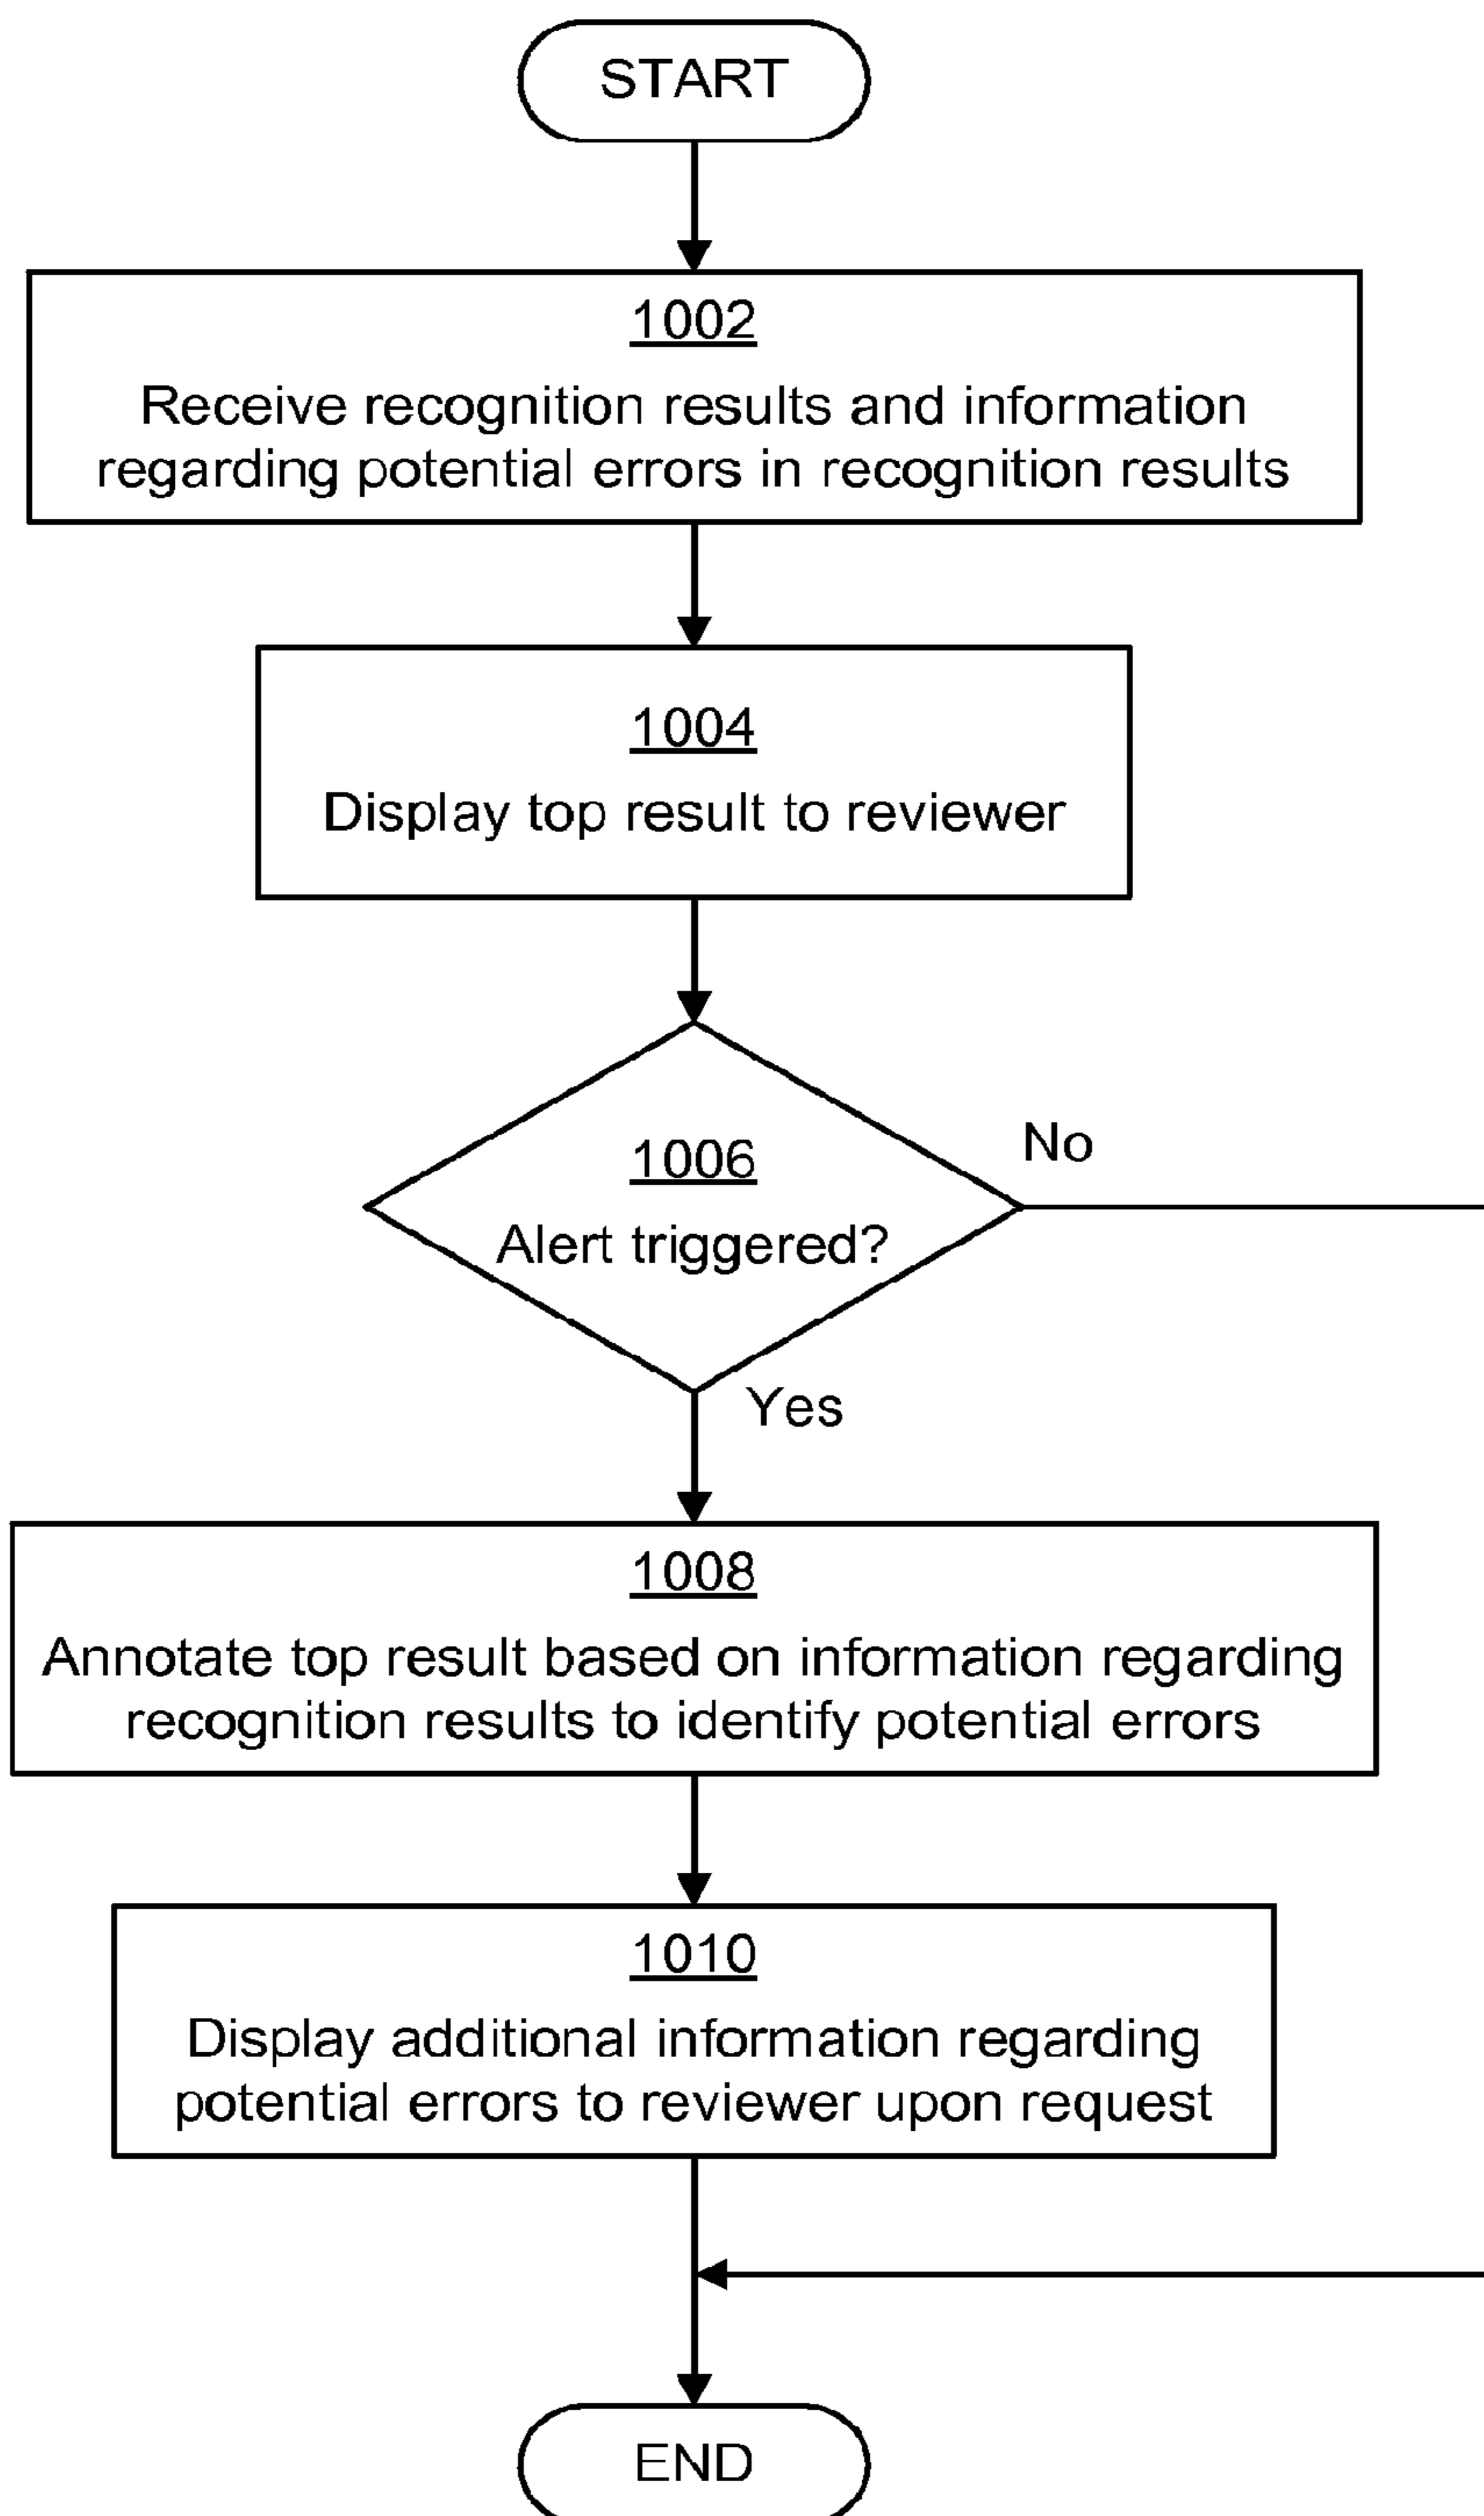 START
1002
Receive recognition results and information
regarding potential errors in recognition results
1004
Display top result to reviewer
1006
Alert triggered?
No
Yes
1008
Annotate top result based on information regarding
recognition results to identify potential errors
1010
Display additional information regarding
potential errors to reviewer upon request
END